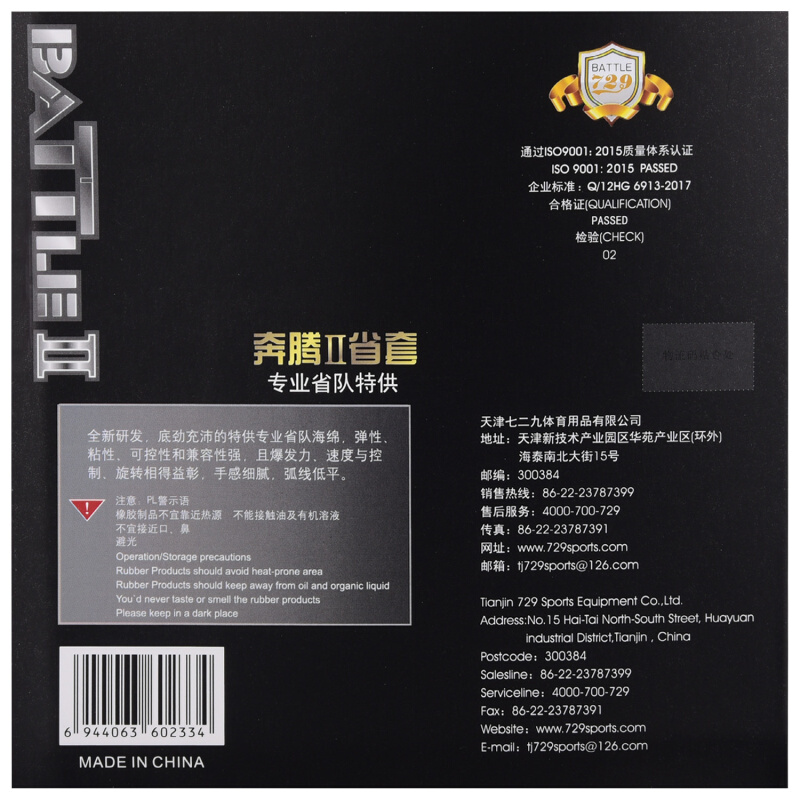 BATTLE II
BATTLE
729
通过ISO9001: 2015质量体系认证
ISO 9001: 2015 PASSED
企业标准：Q/12HG 6913-2017
合格证(QUALIFICATION)
PASSED
检验(CHECK)
02
奔腾II省套
专业省队特供
全新研发，底劲充沛的特供专业省队海绵，弹性、
粘性、可控性和兼容性强，且爆发力、速度与控
制、旋转相得益彰，手感细腻，弧线低平。
注意，PL警示语
橡胶制品不宜靠近热源 不能接触油及有机溶液
不宜接近口，鼻
避光
Operation/Storage precautions
Rubber Products should avoid heat-prone area
Rubber Products should keep away from oil and organic liquid
You'd never taste or smell the rubber products
Please keep in a dark place
6 944063 602334
MADE IN CHINA
天津七二九体育用品有限公司
地址：天津新技术产业园区华苑产业区(环外)
海泰南北大街15号
邮编：300384
销售热线：86-22-23787399
售后服务：4000-700-729
传真：86-22-23787391
网址：www.729sports.com
邮箱：tj729sports@126.com
Tianjin 729 Sports Equipment Co.,Ltd.
Address:No.15 Hai-Tai North-South Street, Huayuan
industrial District,Tianjin , China
Postcode：300384
Salesline：86-22-23787399
Serviceline：4000-700-729
Fax：86-22-23787391
Website：www.729sports.com
E-mail：tj729sports@126.com